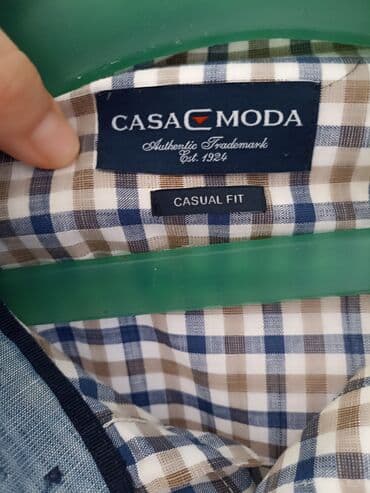 CASA MODA
Authentic Trademark
Est. 1924
CASUAL FIT